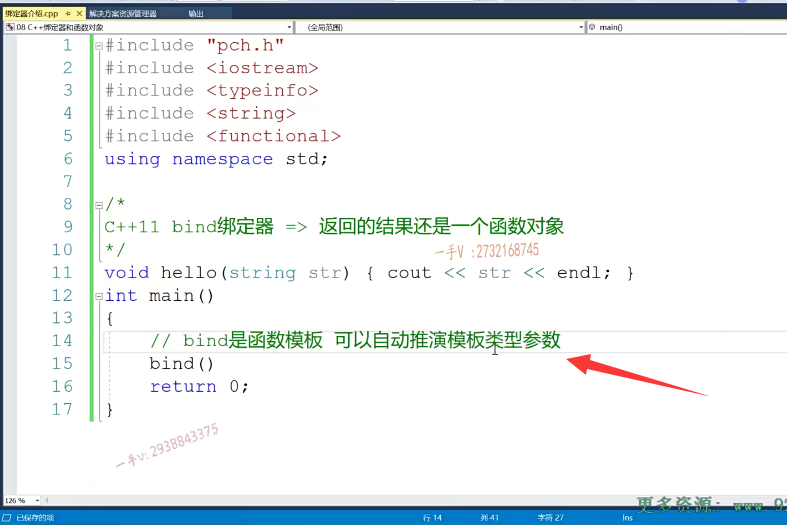 绑定器介绍.cpp 解决方案资源管理器 输出
08 C++绑定器和函数对象 (全局范围) main()
1 #include "pch.h"
2 #include <iostream>
3 #include <typeinfo>
4 #include <string>
5 #include <functional>
6 using namespace std;
7
8 /*
9 C++11 bind绑定器 => 返回的结果还是一个函数对象
10 */
一手V :2732168745
11 void hello(string str) { cout << str << endl; }
12 int main()
13 {
14 // bind是函数模板 可以自动推演模板类型参数
15 bind()
16 return 0;
17 }
一手v:2938843375
126 %
更多资源: www.9
已保存的项 行 14 列 41 字符 27 Ins